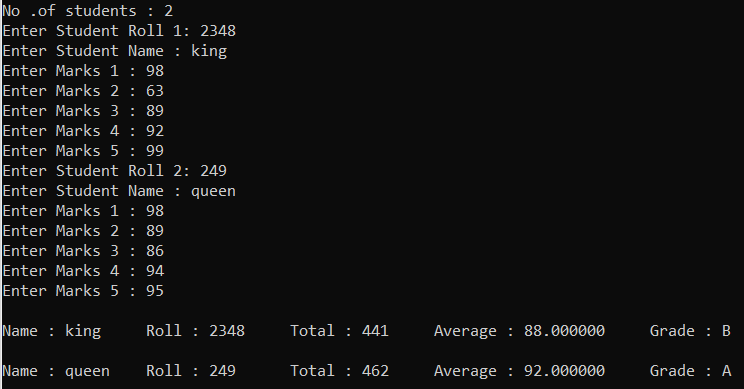 No .of students : 2
Enter Student Roll 1: 2348
Enter Student Name : king
Enter Marks 1 : 98
Enter Marks 2 : 63
Enter Marks 3 : 89
Enter Marks 4 : 92
Enter Marks 5 : 99
Enter Student Roll 2: 249
Enter Student Name : queen
Enter Marks 1 : 98
Enter Marks 2 : 89
Enter Marks 3 : 86
Enter Marks 4 : 94
Enter Marks 5 : 95
Name : king     Roll : 2348     Total : 441     Average : 88.000000     Grade : B
Name : queen    Roll : 249      Total : 462     Average : 92.000000     Grade : A